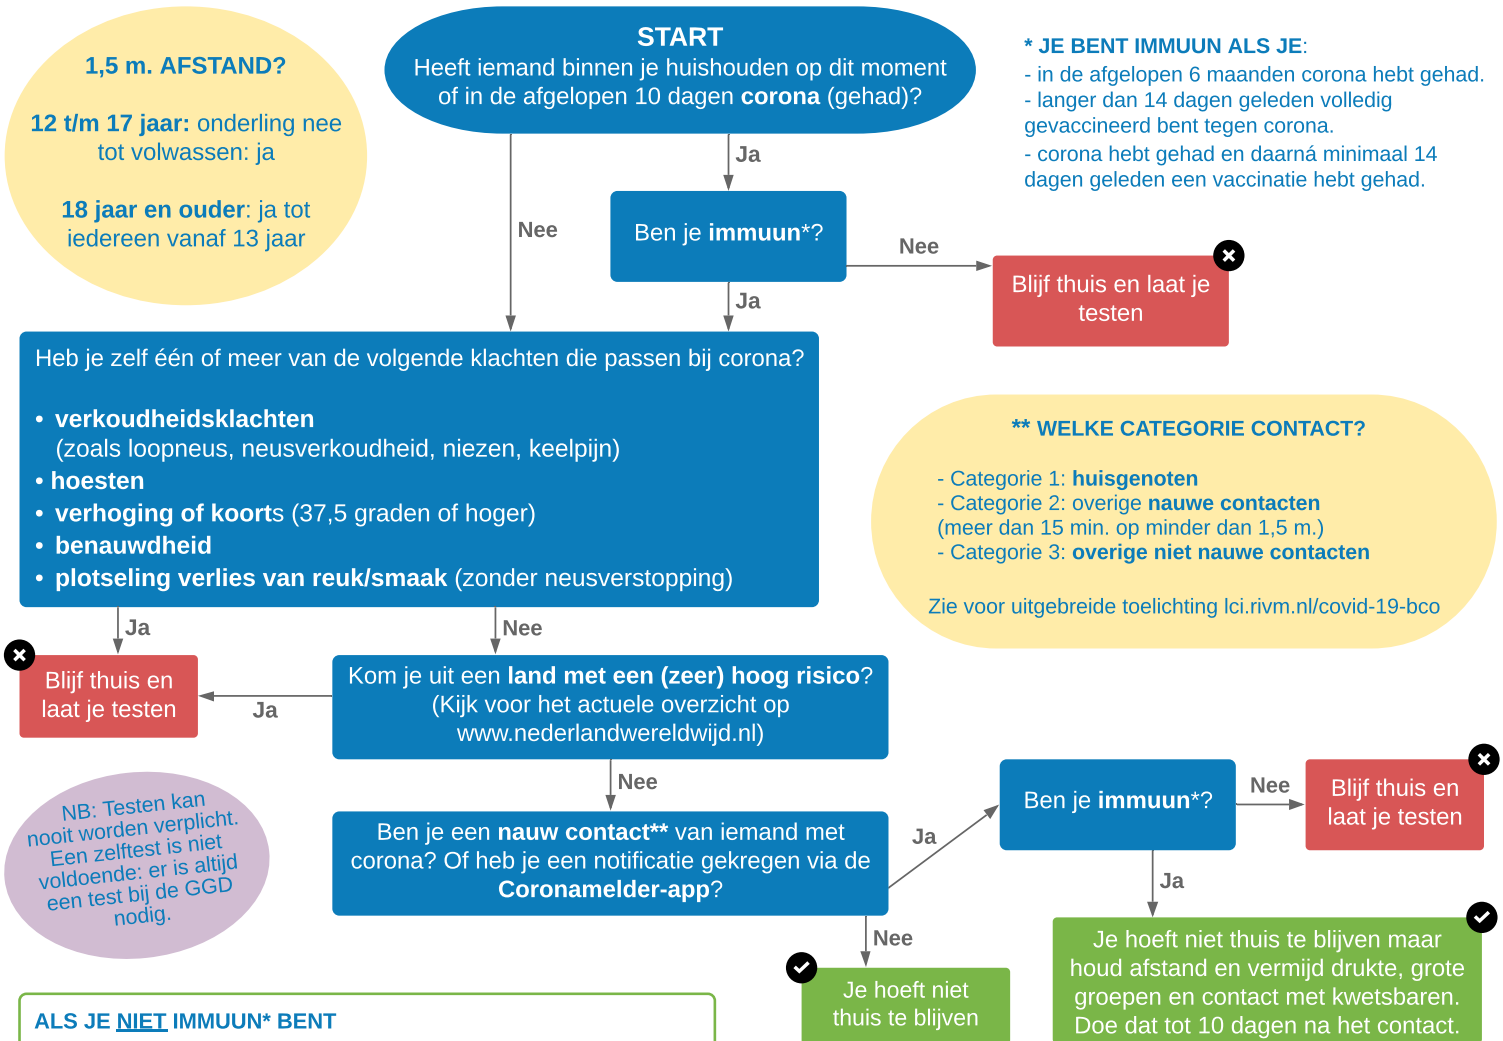 1,5 m. AFSTAND?
12 t/m 17 jaar: onderling nee
tot volwassen: ja
18 jaar en ouder: ja tot
iedereen vanaf 13 jaar
START
Heeft iemand binnen je huishouden op dit moment
of in de afgelopen 10 dagen corona (gehad)?
* JE BENT IMMUUN ALS JE:
- in de afgelopen 6 maanden corona hebt gehad.
- langer dan 14 dagen geleden volledig
gevaccineerd bent tegen corona.
- corona hebt gehad en daarná minimaal 14
dagen geleden een vaccinatie hebt gehad.
Ja
Nee
Ben je immuun*?
Nee
Blijf thuis en laat je
testen
Ja
Heb je zelf één of meer van de volgende klachten die passen bij corona?
• verkoudheidsklachten
(zoals loopneus, neusverkoudheid, niezen, keelpijn)
• hoesten
• verhoging of koorts (37,5 graden of hoger)
• benauwdheid
• plotseling verlies van reuk/smaak (zonder neusverstopping)
** WELKE CATEGORIE CONTACT?
- Categorie 1: huisgenoten
- Categorie 2: overige nauwe contacten
(meer dan 15 min. op minder dan 1,5 m.)
- Categorie 3: overige niet nauwe contacten
Zie voor uitgebreide toelichting lci.rivm.nl/covid-19-bco
Ja
Nee
Blijf thuis en
laat je testen
Ja
Kom je uit een land met een (zeer) hoog risico?
(Kijk voor het actuele overzicht op
www.nederlandwereldwijd.nl)
Nee
NB: Testen kan
nooit worden verplicht.
Een zelftest is niet
voldoende: er is altijd
een test bij de GGD
nodig.
Ben je een nauw contact** van iemand met
corona? Of heb je een notificatie gekregen via de
Coronamelder-app?
Ja
Ben je immuun*?
Nee
Blijf thuis en
laat je testen
Ja
Nee
Je hoeft niet
thuis te blijven
Je hoeft niet thuis te blijven maar
houd afstand en vermijd drukte, grote
groepen en contact met kwetsbaren.
Doe dat tot 10 dagen na het contact.
ALS JE NIET IMMUUN* BENT